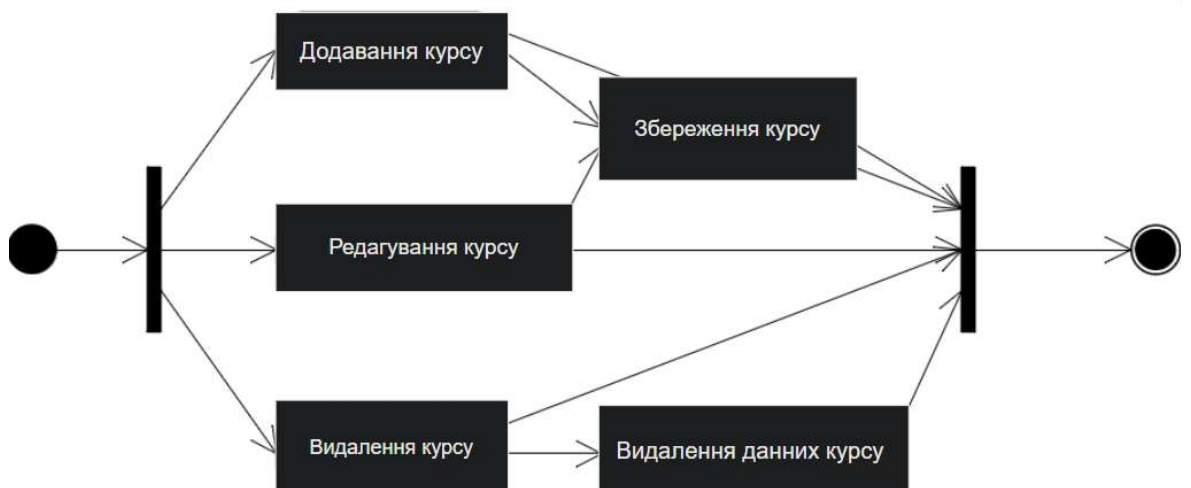 Додавання курсу
Збереження курсу
Редагування курсу
Видалення курсу
Видалення данних курсу